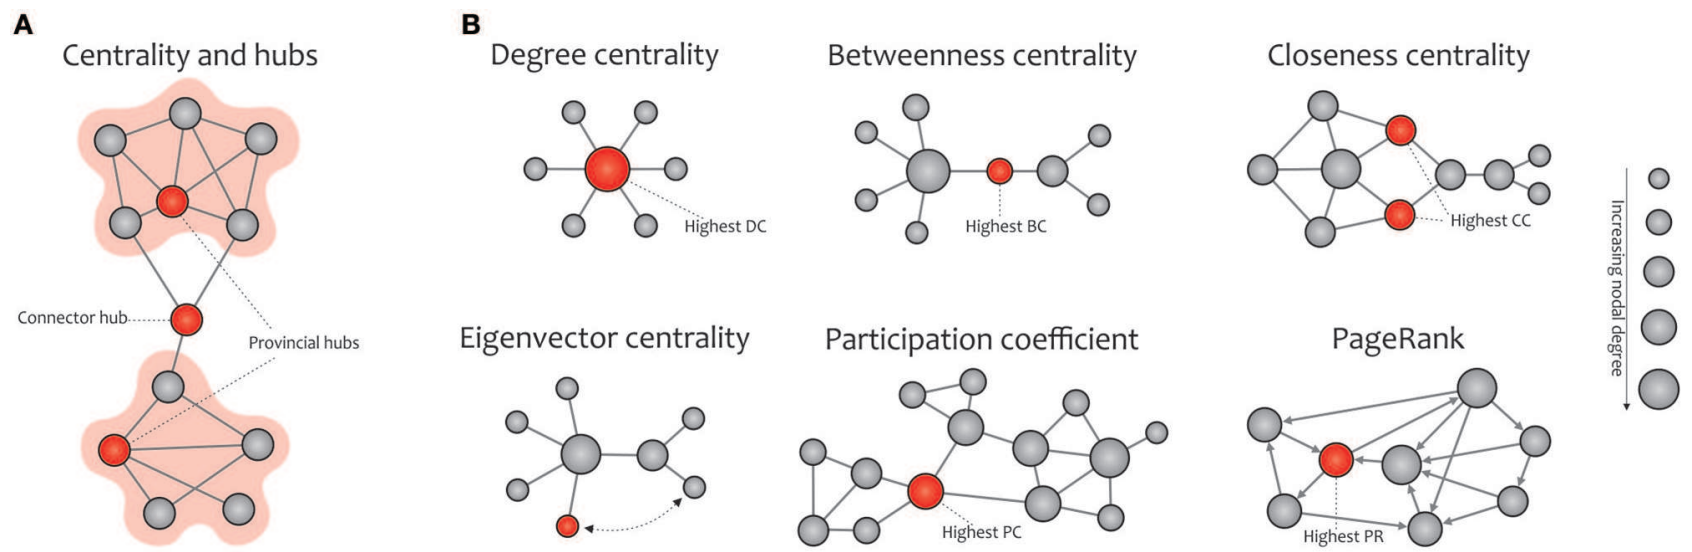 A
Centrality and hubs
Connector hub
Provincial hubs
B
Degree centrality
Highest DC
Betweenness centrality
Highest BC
Closeness centrality
Highest CC
Eigenvector centrality
Participation coefficient
Highest PC
PageRank
Highest PR
Increasing nodal degree